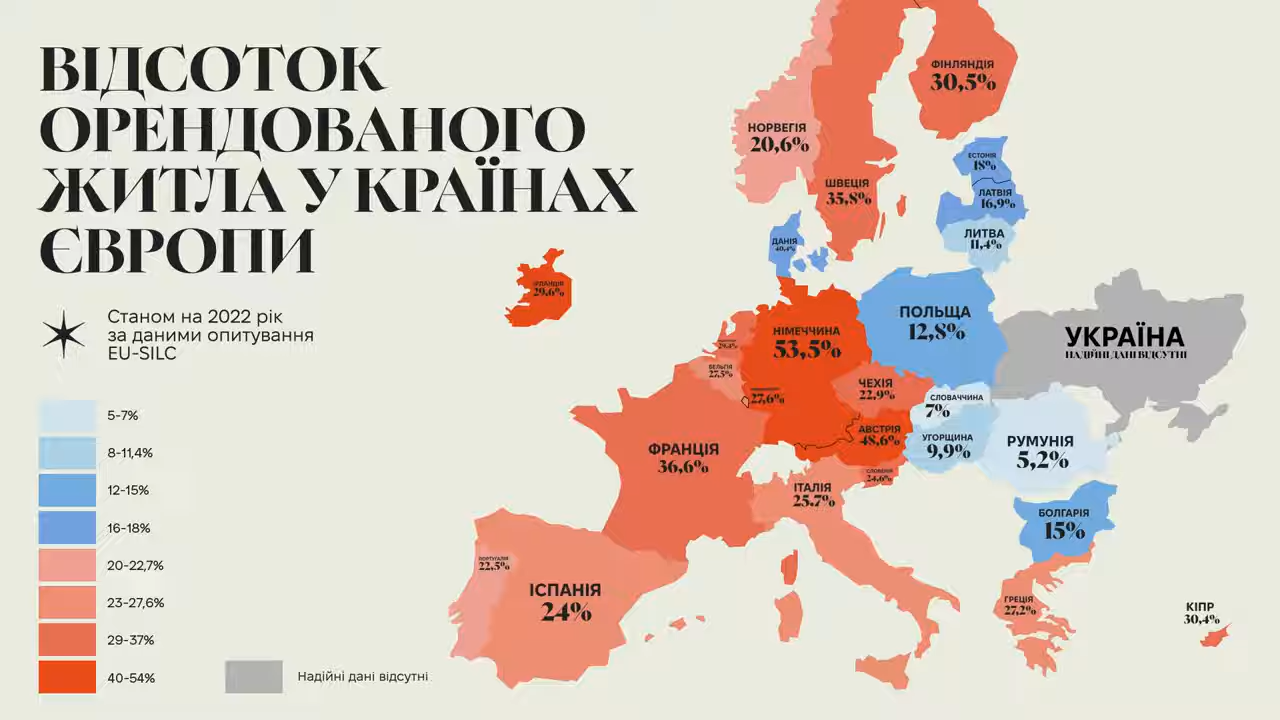 ВІДСОТОК
ОРЕНДОВАНОГО
ЖИТЛА У КРАЇНАХ
ЄВРОПИ
Станом на 2022 рік
за даними опитування
EU-SILC
5-7%
8-11,4%
12-15%
16-18%
20-22,7%
23-27,6%
29-37%
40-54%
Надійні дані відсутні
ФІНЛЯНДІЯ
30,5%
НОРВЕГІЯ
20,6%
ШВЕЦІЯ
35,8%
ЕСТОНІЯ
18%
ЛАТВІЯ
16,9%
ЛИТВА
11,4%
ДАНІЯ
40,4%
ІРЛАНДІЯ
29,6%
ПОЛЬЩА
12,8%
УКРАЇНА
НАДІЙНІ ДАНІ ВІДСУТНІ
НІМЕЧЧИНА
53,5%
29,4%
БЕЛЬГІЯ
27,5%
27,6%
ЧЕХІЯ
22,9%
СЛОВАЧЧИНА
7%
АВСТРІЯ
48,6%
УГОРЩИНА
9,9%
РУМУНІЯ
5,2%
ФРАНЦІЯ
36,6%
СЛОВЕНІЯ
24,6%
ІТАЛІЯ
25,7%
БОЛГАРІЯ
15%
ПОРТУГАЛІЯ
22,5%
ІСПАНІЯ
24%
ГРЕЦІЯ
27,2%
КІПР
30,4%